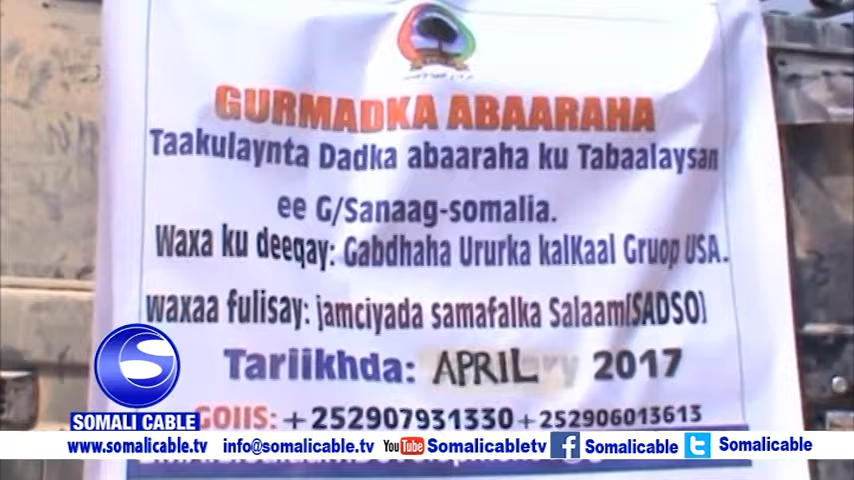 GURMADKA ABAARAHA
Taakulaynta Dadka abaaraha ku Tabaalaysan
ee G/Sanaag-somalia.
Waxa ku deeqay: Gabdhaha Ururka kalKaal Gruop USA.
waxaa fulisay: jamciyada samafalka Salaam(SADSO)
Tariikhda: APRIL 2017
GOIIS: +252907931330 +252906013613
S
SOMALI CABLE
www.somalicable.tv info@somalicable.tv YouTube Somalicabletv f Somalicable Somalicable